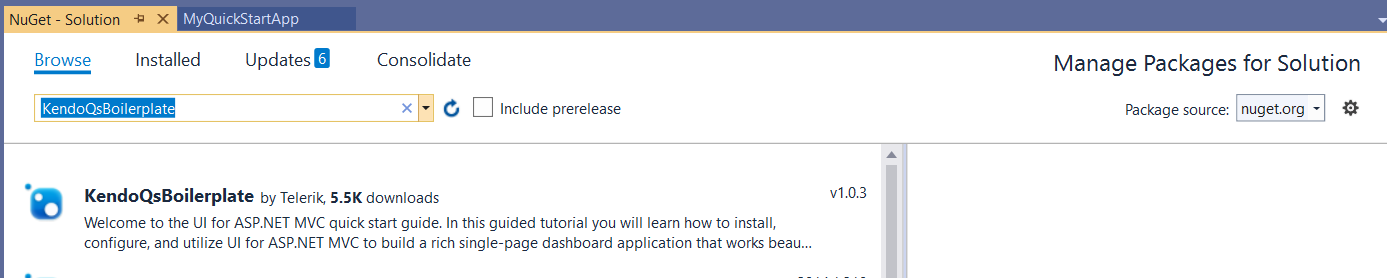 NuGet - Solution
MyQuickStartApp
Browse Installed Updates 6 Consolidate
Manage Packages for Solution
KendoQsBoilerplate
Include prerelease
Package source: nuget.org
KendoQsBoilerplate by Telerik, 5.5K downloads
v1.0.3
Welcome to the UI for ASP.NET MVC quick start guide. In this guided tutorial you will learn how to install,
configure, and utilize UI for ASP.NET MVC to build a rich single-page dashboard application that works beau...